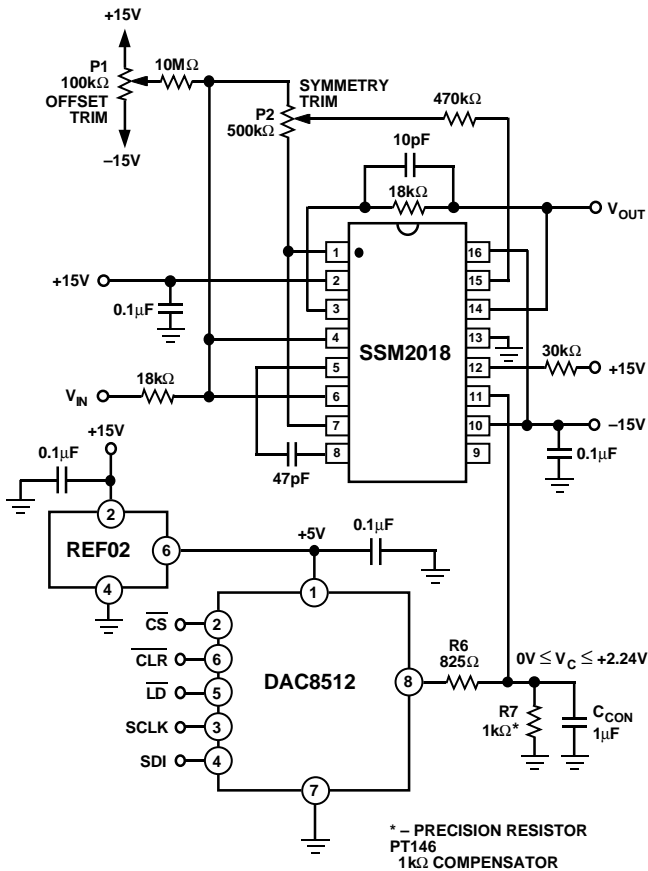 +15V
P1
100kΩ
OFFSET
TRIM
–15V
10MΩ
SYMMETRY
TRIM
P2
500kΩ
470kΩ
10pF
18kΩ
V_OUT
+15V
0.1μF
1
2
3
4
5
6
7
8
16
15
14
13
12
11
10
9
SSM2018
30kΩ
+15V
–15V
0.1μF
V_IN
18kΩ
47pF
+15V
0.1μF
2
REF02
6
4
+5V
0.1μF
1
CS
2
CLR
6
LD
5
SCLK
3
SDI
4
DAC8512
8
7
R6
825Ω
0V ≤ V_C ≤ +2.24V
R7
1kΩ*
C_CON
1μF
* – PRECISION RESISTOR
PT146
1kΩ COMPENSATOR